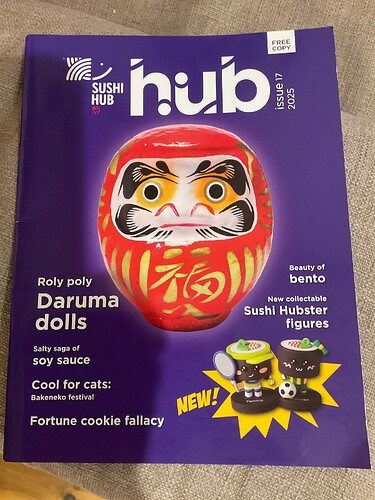 FREE
COPY
SUSHI
HUB
hub
issue 17
2025
福
Roly poly
Daruma
dolls
Salty saga of
soy sauce
Cool for cats:
Bakeneko festival
Fortune cookie fallacy
Beauty of
bento
New collectable
Sushi Hubster
figures
NEW!